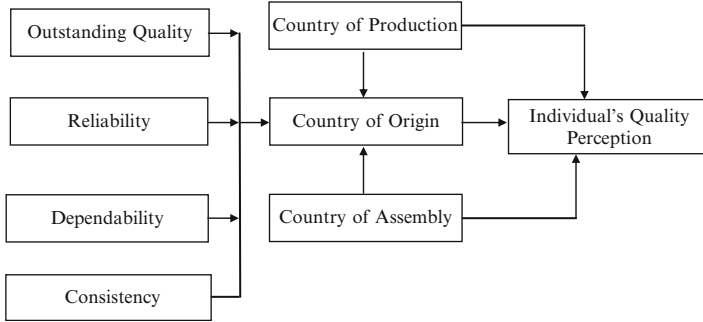 Outstanding Quality
Reliability
Dependability
Consistency
Country of Production
Country of Origin
Country of Assembly
Individual's Quality
Perception